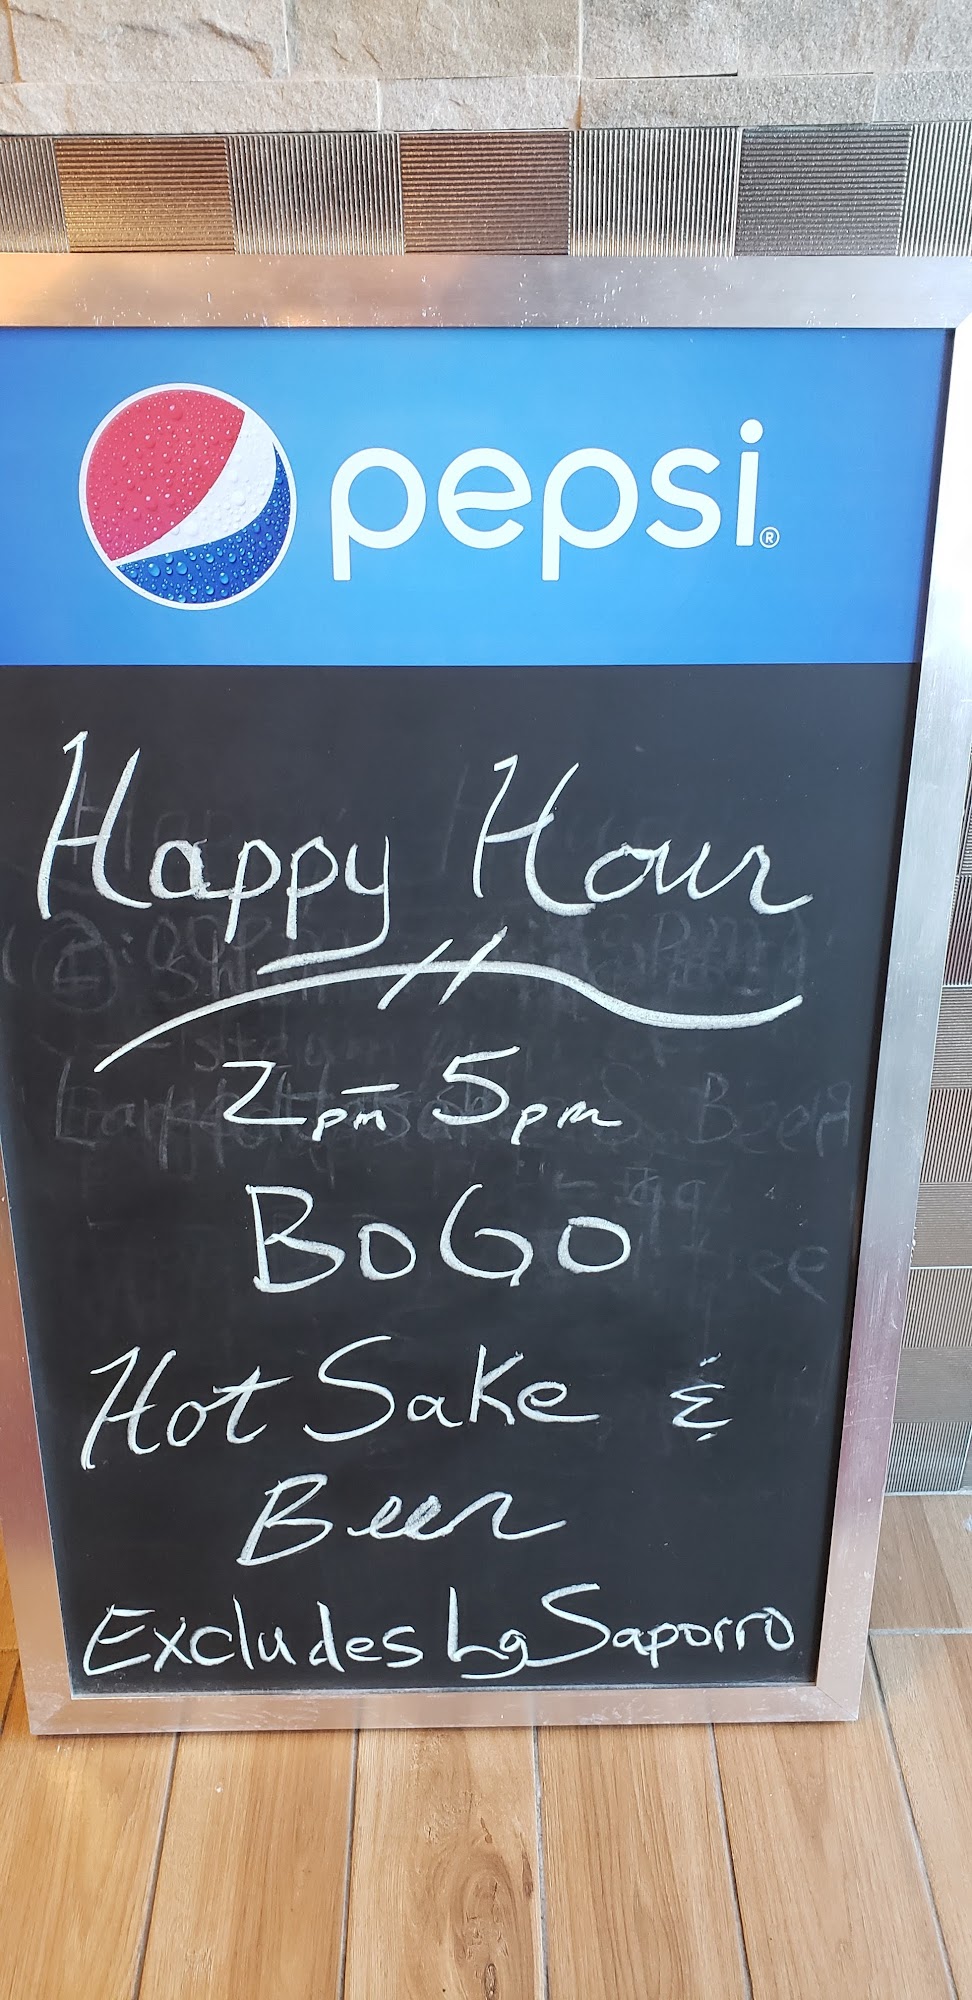 pepsi®
Happy Hour
2pm - 5pm
BOGO
Hot Sake &
Beer
Excludes Lg Saporro